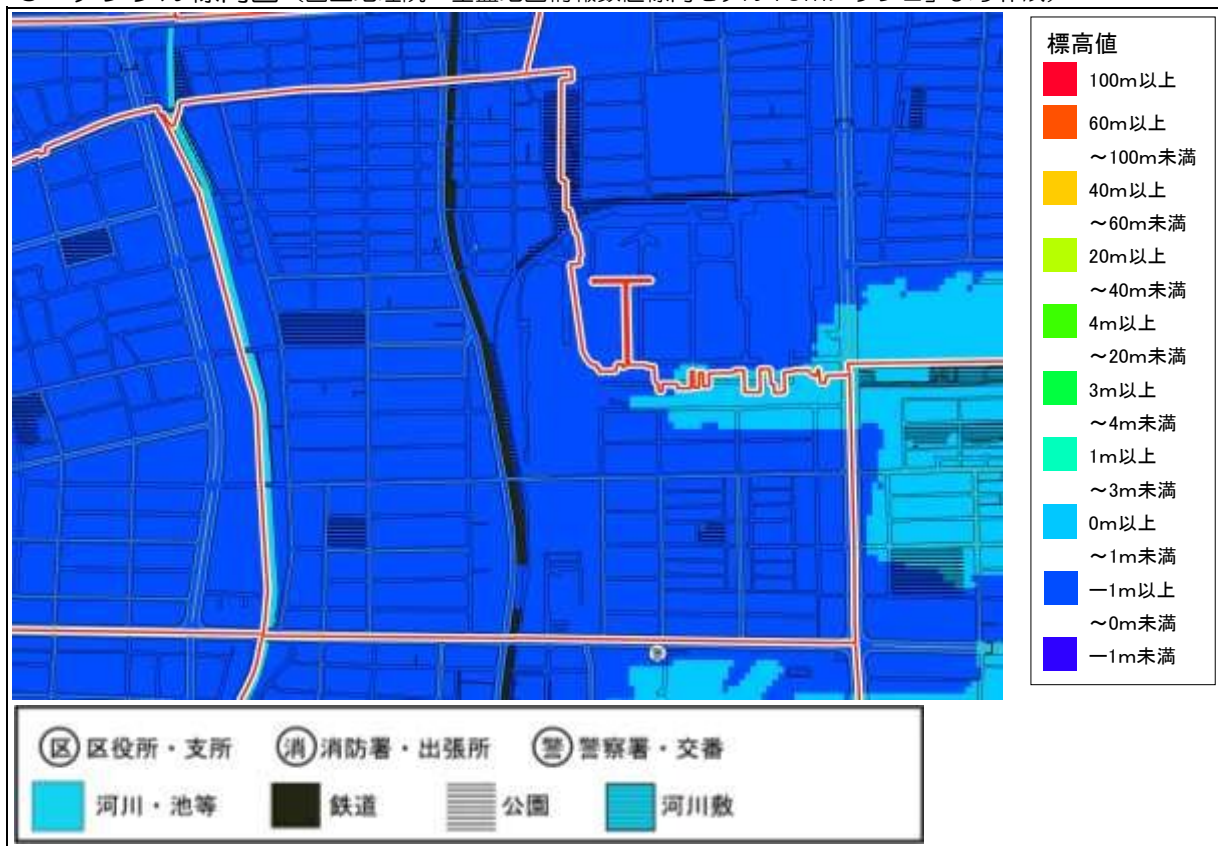 標高値
100m以上
60m以上
～100m未満
40m以上
～60m未満
20m以上
～40m未満
4m以上
～20m未満
3m以上
～4m未満
1m以上
～3m未満
0m以上
～1m未満
－1m以上
～0m未満
－1m未満
区 区役所・支所 消 消防署・出張所 警 警察署・交番
河川・池等 鉄道 公園 河川敷